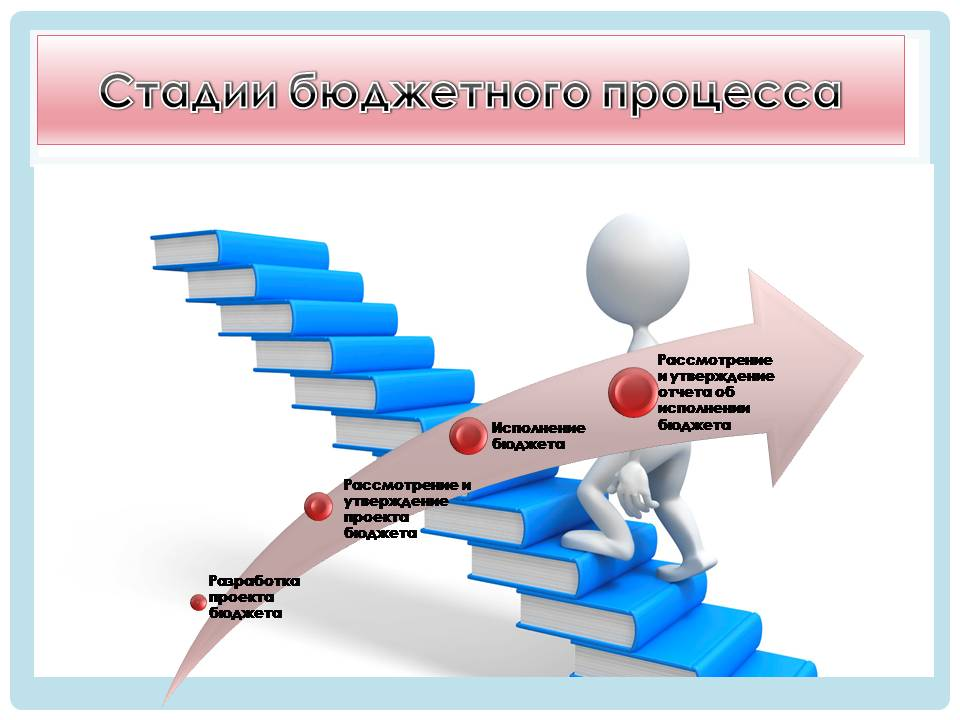 Стадии бюджетного процесса
Разработка
проекта
бюджета
Рассмотрение и
утверждение
проекта
бюджета
Исполнение
бюджета
Рассмотрение
и утверждение
отчета об
исполнении
бюджета